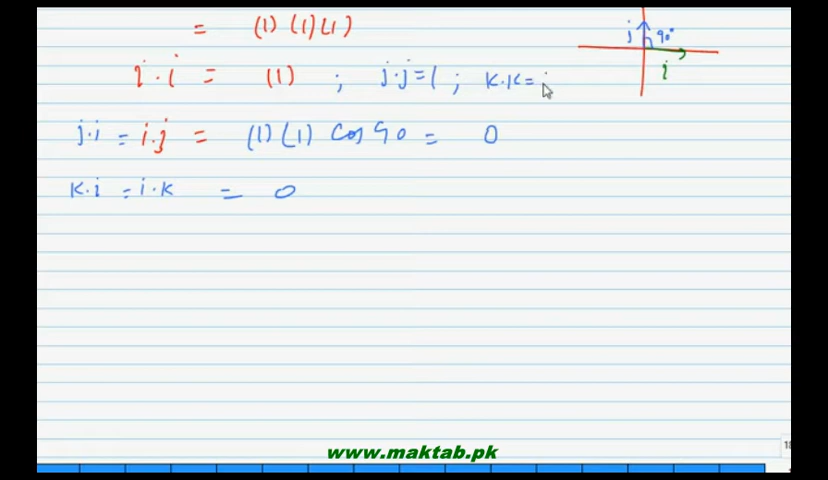 = (1) (1) (1)
j 90°
i
i · i = (1) ; j·j=1 ; K·K=
j·i = i·j = (1) (1) Cos 90 = 0
K·i = i·K = 0
www.maktab.pk